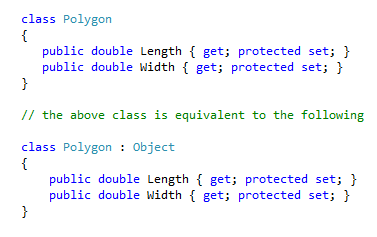 class Polygon
{
public double Length { get; protected set; }
public double Width { get; protected set; }
}
// the above class is equivalent to the following
class Polygon : Object
{
public double Length { get; protected set; }
public double Width { get; protected set; }
}